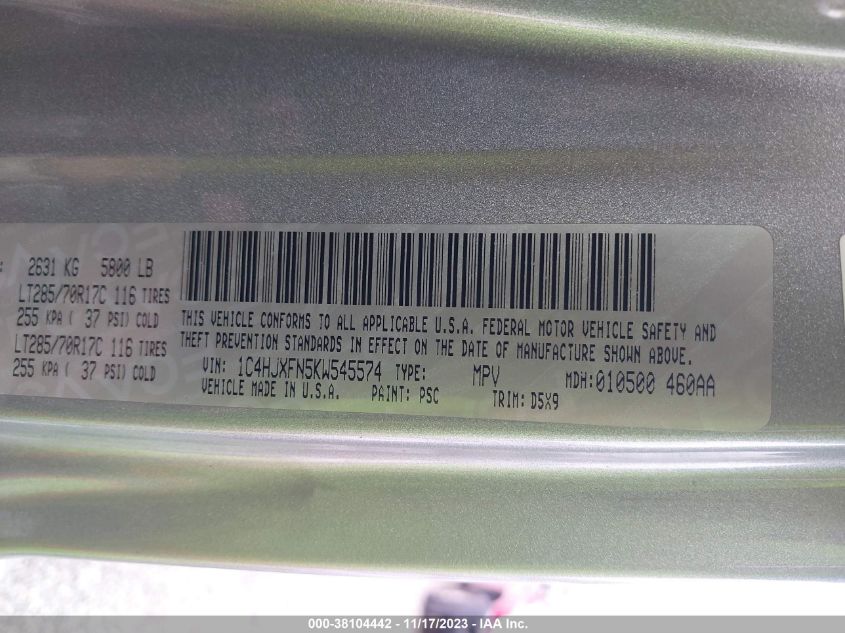 : 2631 KG 5800 LB
LT285/70R17C 116 TIRES
255 KPA ( 37 PSI) COLD
LT285/70R17C 116 TIRES
255 KPA ( 37 PSI) COLD
THIS VEHICLE CONFORMS TO ALL APPLICABLE U.S.A. FEDERAL MOTOR VEHICLE SAFETY AND
THEFT PREVENTION STANDARDS IN EFFECT ON THE DATE OF MANUFACTURE SHOWN ABOVE.
VIN: 1C4HJXFN5KW545574 TYPE: MPV MDH:010500 460AA
VEHICLE MADE IN U.S.A. PAINT: PSC TRIM: D5X9
000-38104442 - 11/17/2023 - IAA Inc.